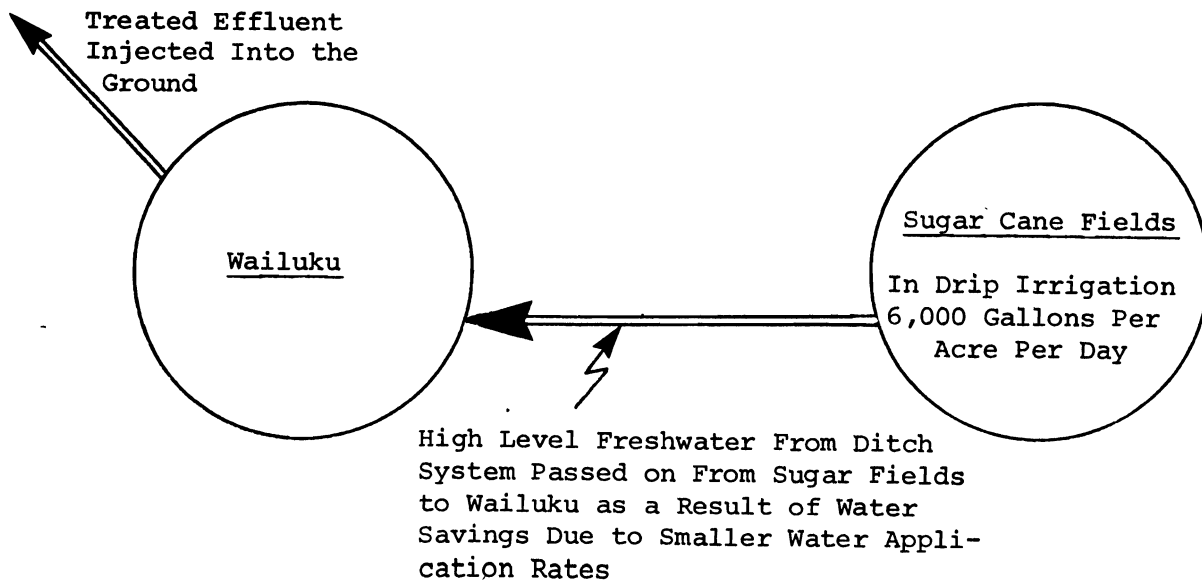 Treated Effluent
Injected Into the
Ground
Wailuku
Sugar Cane Fields
In Drip Irrigation
6,000 Gallons Per
Acre Per Day
High Level Freshwater From Ditch
System Passed on From Sugar Fields
to Wailuku as a Result of Water
Savings Due to Smaller Water Appli-
cation Rates